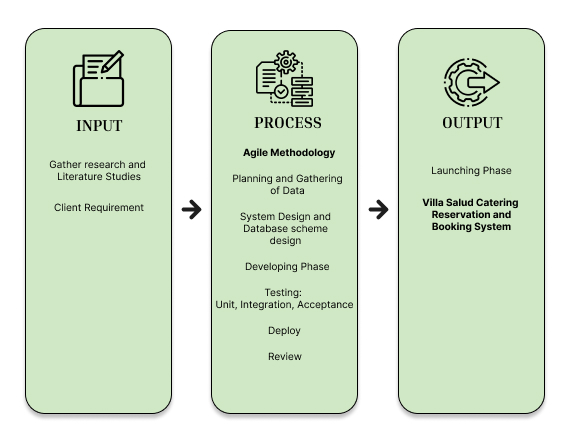 INPUT
Gather research and
Literature Studies
Client Requirement
PROCESS
Agile Methodology
Planning and Gathering
of Data
System Design and
Database scheme
design
Developing Phase
Testing:
Unit, Integration, Acceptance
Deploy
Review
OUTPUT
Launching Phase
Villa Salud Catering
Reservation and
Booking System